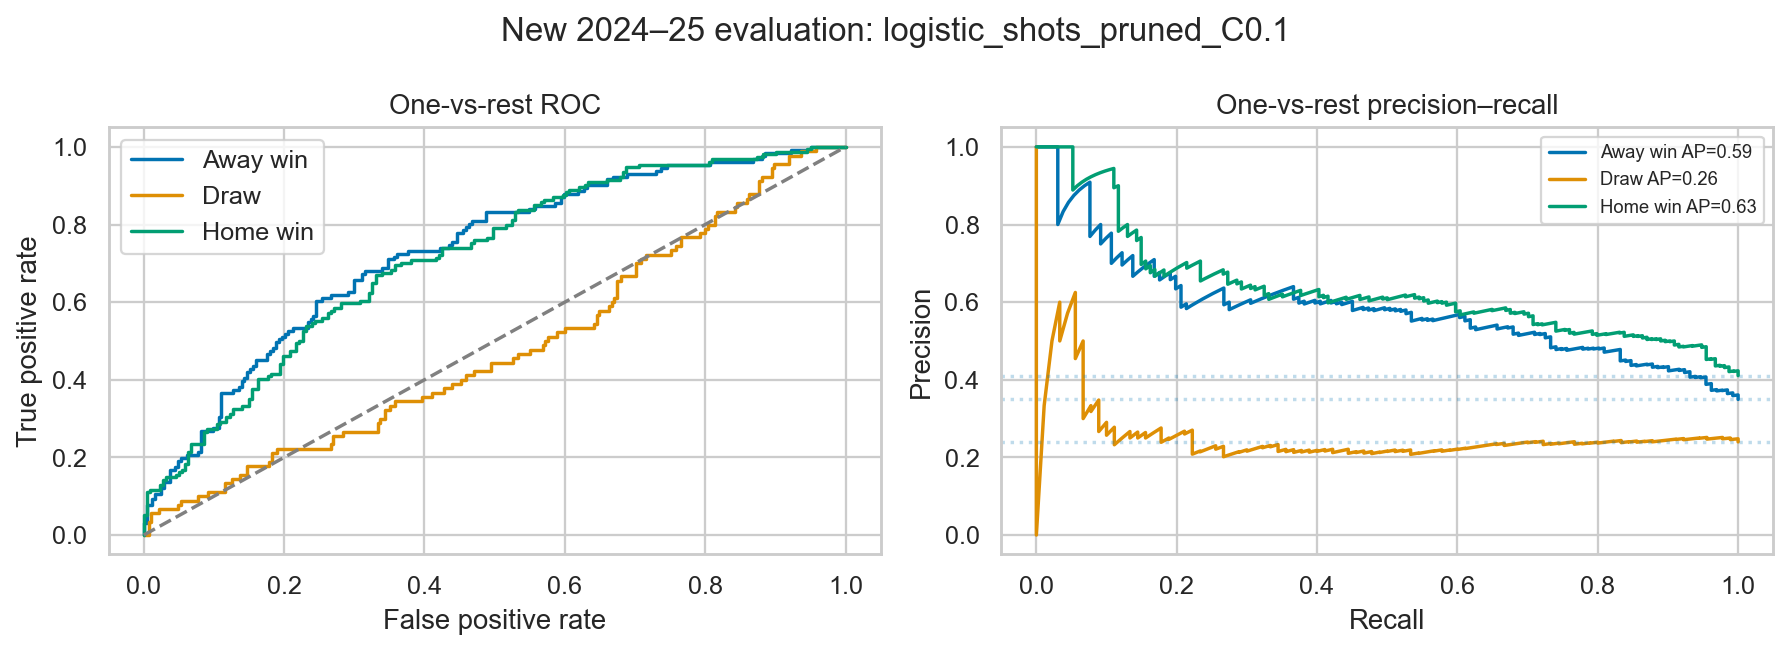 New 2024–25 evaluation: logistic_shots_pruned_C0.1
One-vs-rest ROC
True positive rate
1.0
0.8
0.6
0.4
0.2
0.0
Away win
Draw
Home win
0.0 0.2 0.4 0.6 0.8 1.0
False positive rate
One-vs-rest precision–recall
Precision
1.0
0.8
0.6
0.4
0.2
0.0
Away win AP=0.59
Draw AP=0.26
Home win AP=0.63
0.0 0.2 0.4 0.6 0.8 1.0
Recall